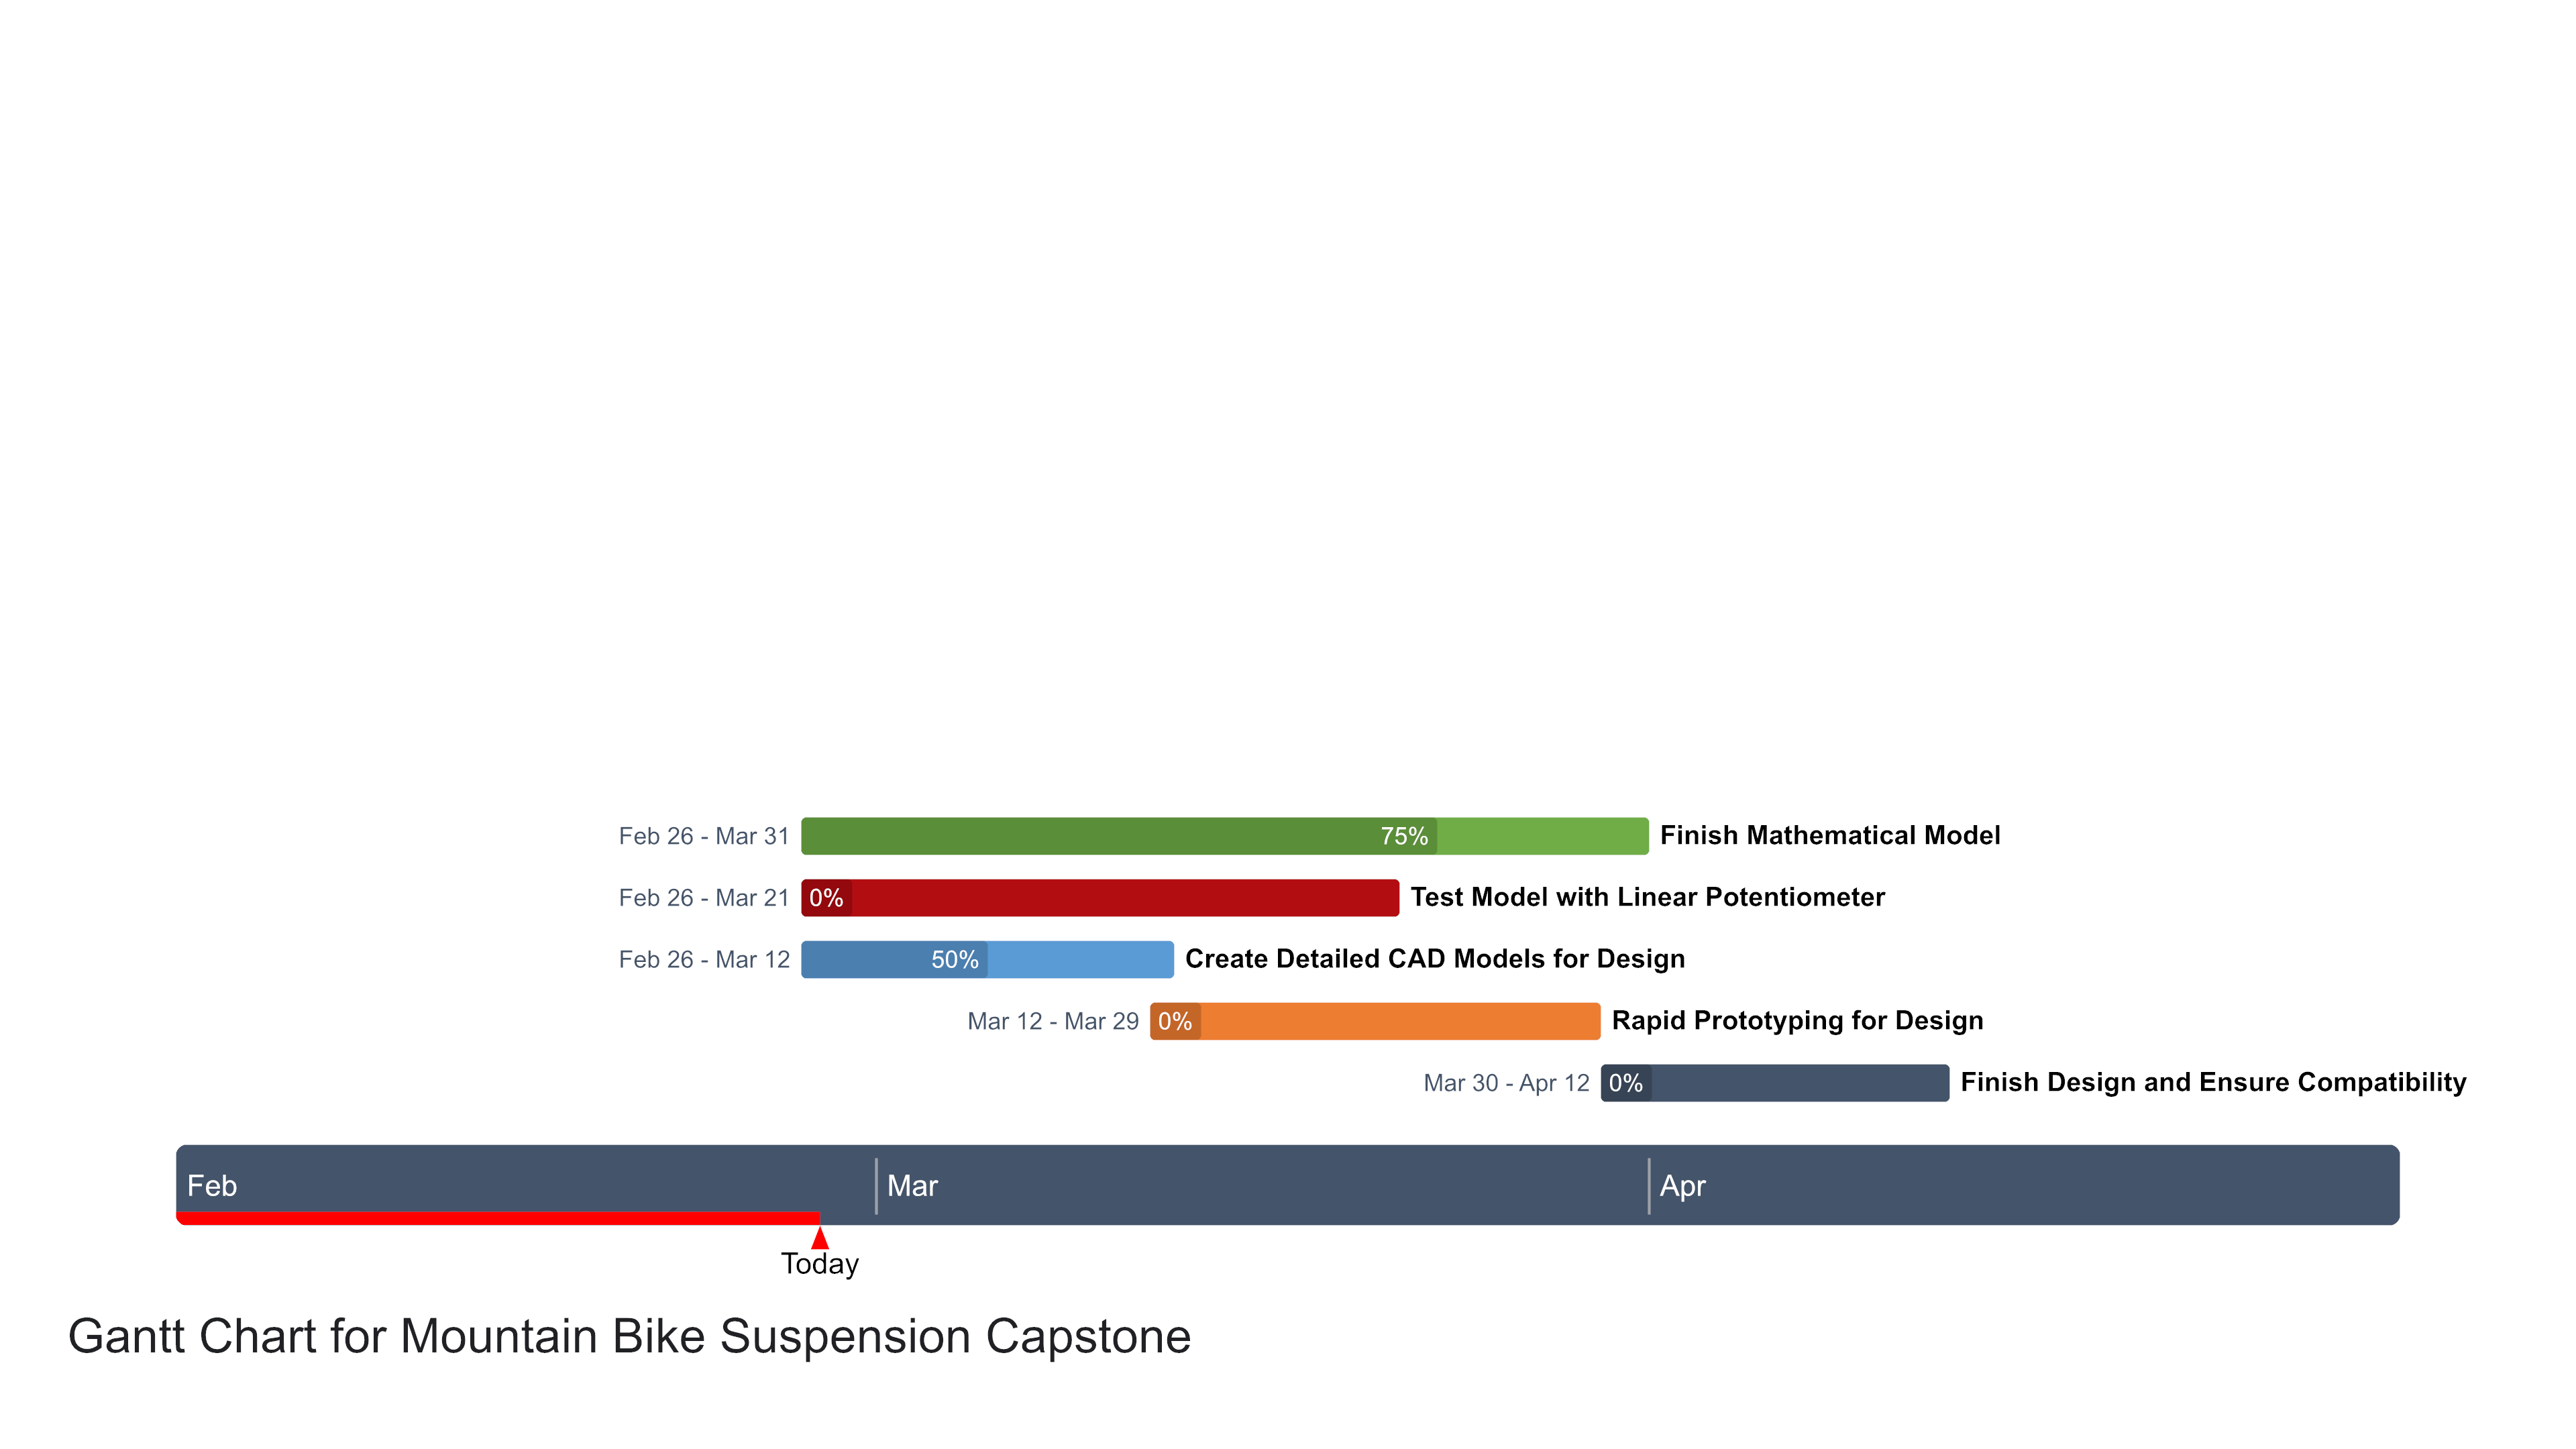 Feb 26 - Mar 31 75% Finish Mathematical Model
Feb 26 - Mar 21 0% Test Model with Linear Potentiometer
Feb 26 - Mar 12 50% Create Detailed CAD Models for Design
Mar 12 - Mar 29 0% Rapid Prototyping for Design
Mar 30 - Apr 12 0% Finish Design and Ensure Compatibility
Feb Mar Apr
Today
Gantt Chart for Mountain Bike Suspension Capstone